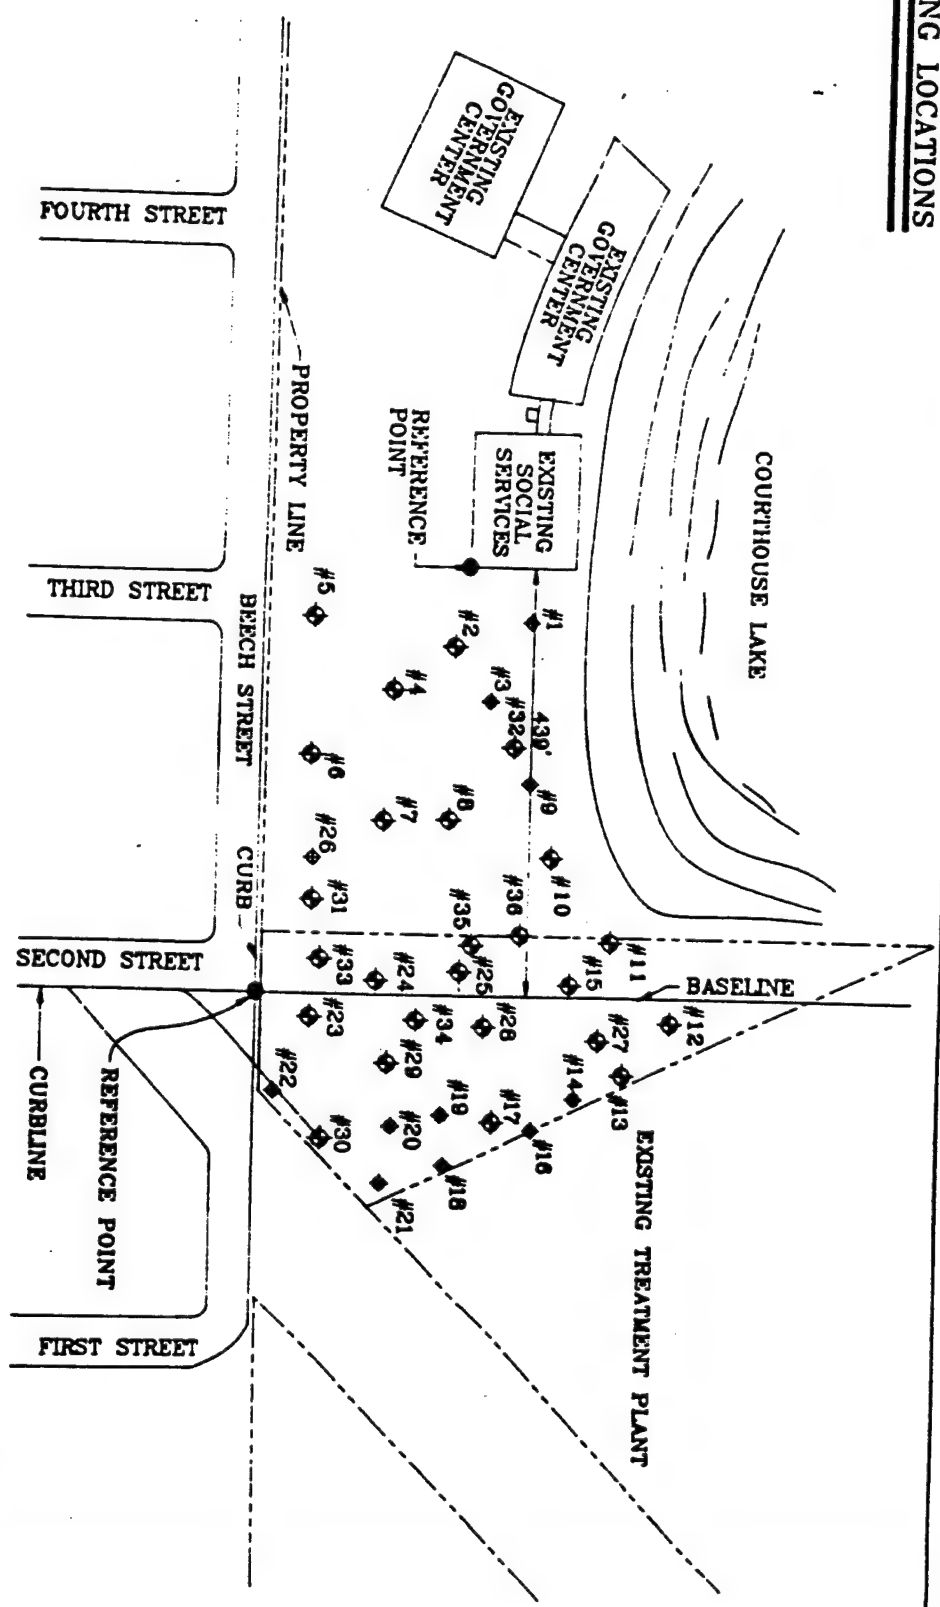 NG LOCATIONS
COURTHOUSE LAKE
EXISTING
GOVERNMENT
CENTER
EXISTING
GOVERNMENT
CENTER
EXISTING
SOCIAL
SERVICES
REFERENCE
POINT
PROPERTY LINE
FOURTH STREET
THIRD STREET
BEECH STREET
CURB
SECOND STREET
BASELINE
CURBLINE
REFERENCE POINT
FIRST STREET
EXISTING TREATMENT PLANT
430'
#1
#2
#3
#32
#4
#5
#6
#7
#8
#9
#10
#26
#31
#36
#35
#11
#15
#25
#24
#33
#23
#34
#28
#27
#12
#13
#14
#29
#22
#30
#20
#19
#17
#16
#18
#21